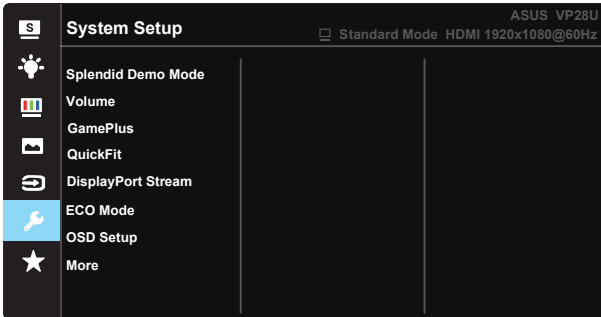 S
System Setup
ASUS VP28U
Standard Mode HDMI 1920x1080@60Hz
Splendid Demo Mode
Volume
GamePlus
QuickFit
DisplayPort Stream
ECO Mode
OSD Setup
More